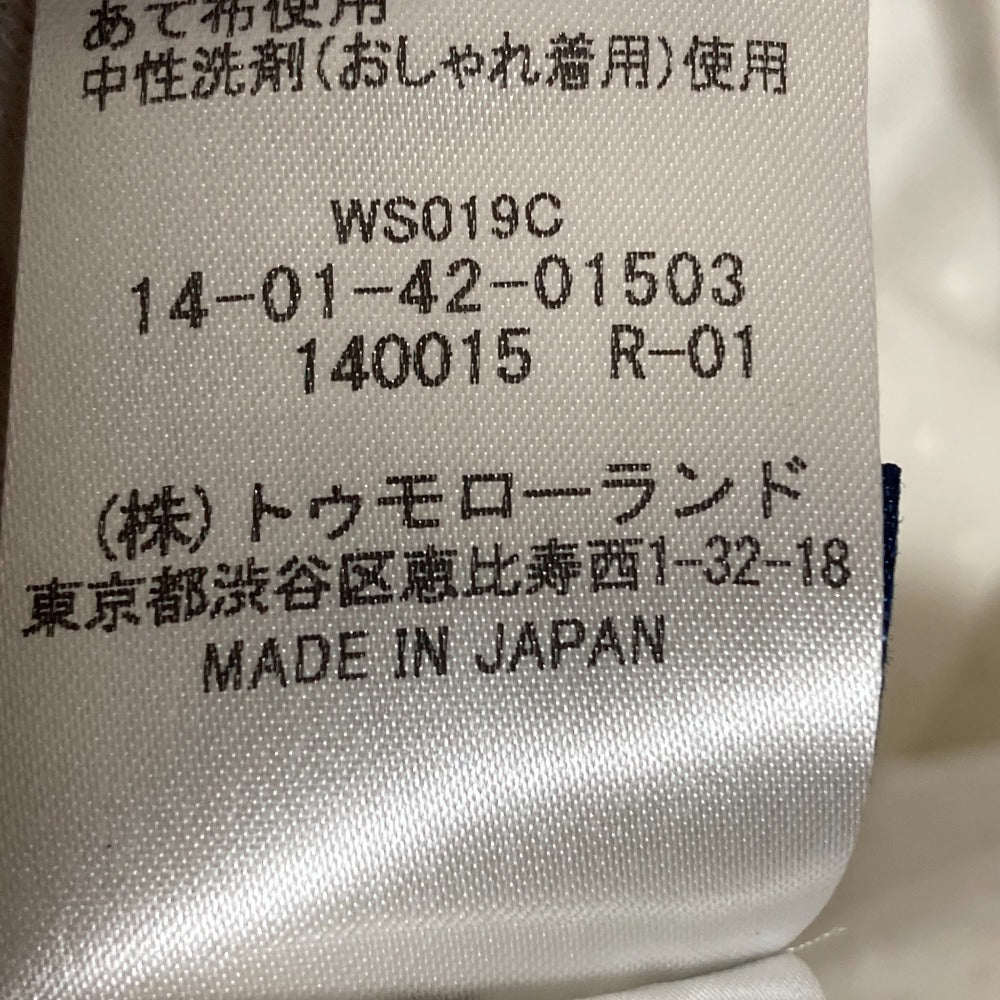 あて布使用
中性洗剤(おしゃれ着用)使用
WS019C
14-01-42-01503
140015 R-01
(株)トゥモローランド
東京都渋谷区恵比寿西1-32-18
MADE IN JAPAN